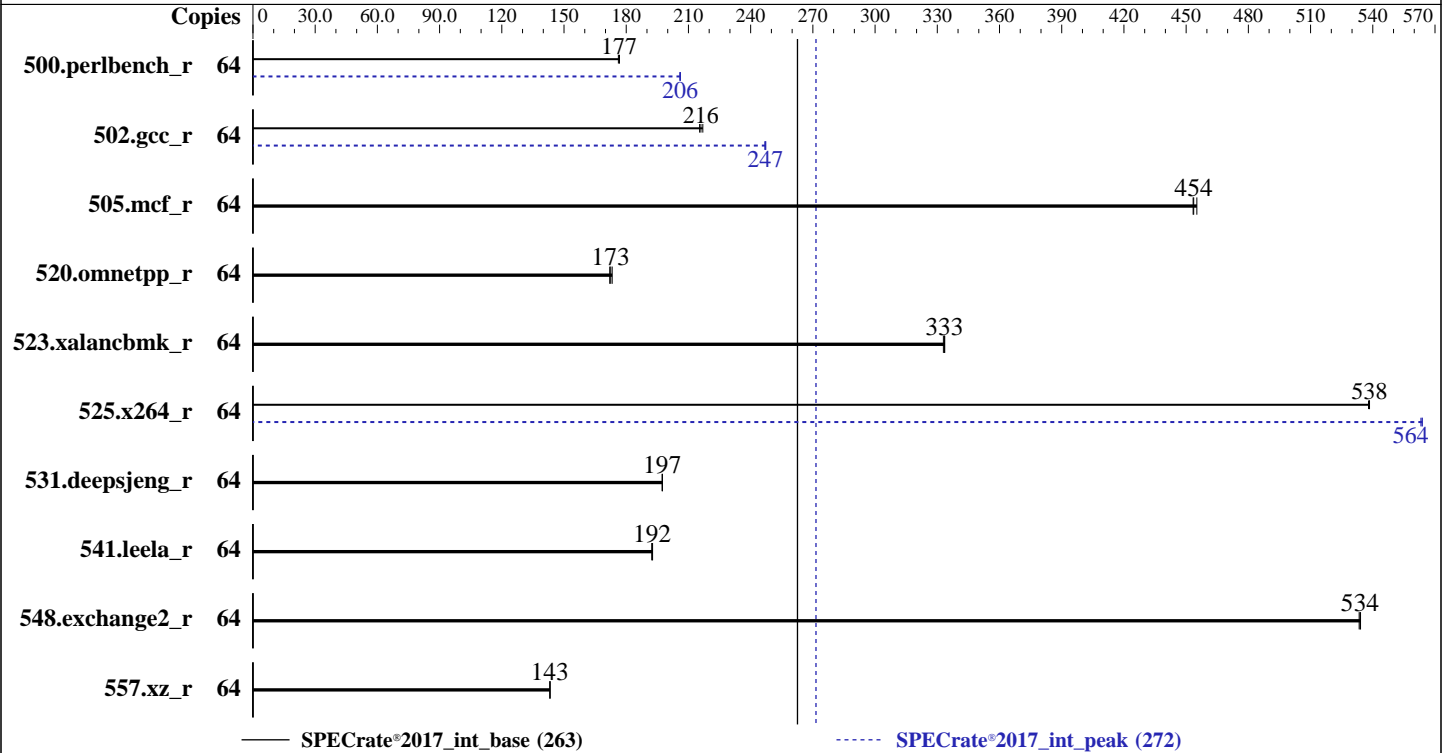 Copies 0 30.0 60.0 90.0 120 150 180 210 240 270 300 330 360 390 420 450 480 510 540 570
177
500.perlbench_r 64
206
216
502.gcc_r 64
247
454
505.mcf_r 64
173
520.omnetpp_r 64
333
523.xalancbmk_r 64
538
525.x264_r 64
564
197
531.deepsjeng_r 64
192
541.leela_r 64
534
548.exchange2_r 64
143
557.xz_r 64
SPECrate®2017_int_base (263) SPECrate®2017_int_peak (272)